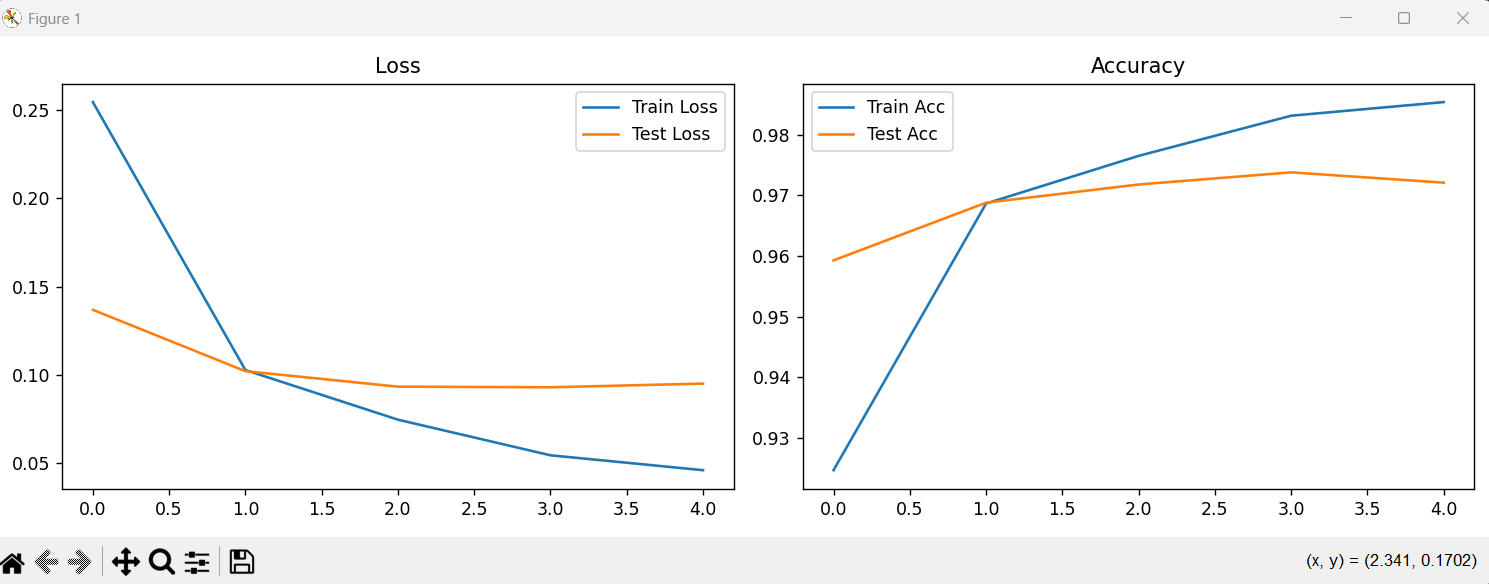 Figure 1
Loss
0.25
0.20
0.15
0.10
0.05
0.0 0.5 1.0 1.5 2.0 2.5 3.0 3.5 4.0
Train Loss
Test Loss
Accuracy
0.98
0.97
0.96
0.95
0.94
0.93
0.0 0.5 1.0 1.5 2.0 2.5 3.0 3.5 4.0
Train Acc
Test Acc
(x, y) = (2.341, 0.1702)